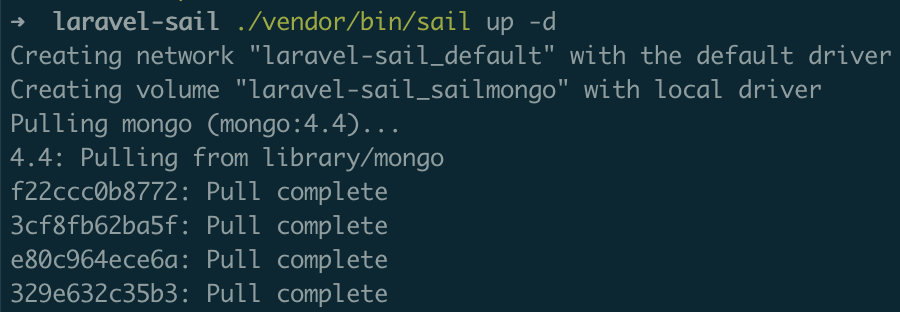 ➜ laravel-sail ./vendor/bin/sail up -d
Creating network "laravel-sail_default" with the default driver
Creating volume "laravel-sail_sailmongo" with local driver
Pulling mongo (mongo:4.4)...
4.4: Pulling from library/mongo
f22ccc0b8772: Pull complete
3cf8fb62ba5f: Pull complete
e80c964ece6a: Pull complete
329e632c35b3: Pull complete